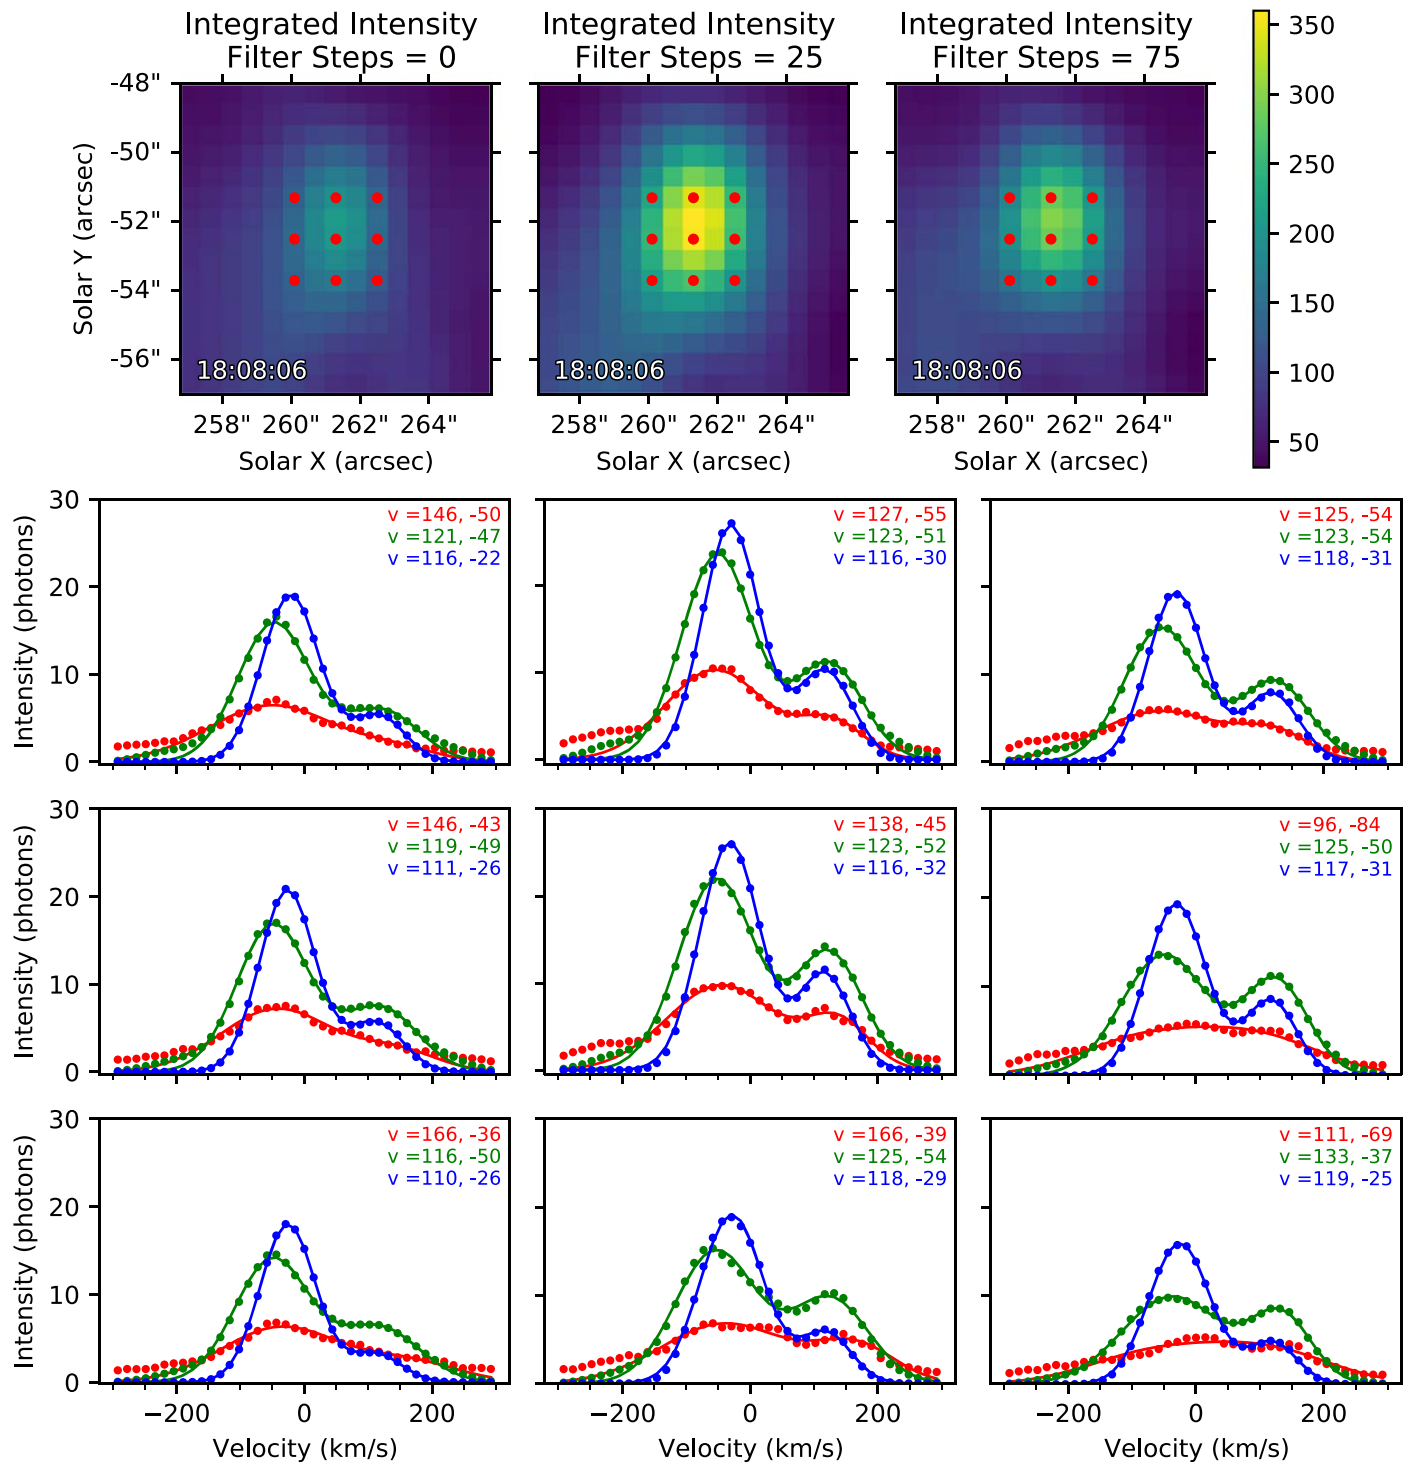 Integrated Intensity
Filter Steps = 0
Integrated Intensity
Filter Steps = 25
Integrated Intensity
Filter Steps = 75
-48"
-50"
-52"
-54"
-56"
Solar Y (arcsec)
18:08:06
18:08:06
18:08:06
350
300
250
200
150
100
50
258" 260" 262" 264"
258" 260" 262" 264"
258" 260" 262" 264"
Solar X (arcsec)
Solar X (arcsec)
Solar X (arcsec)
30
20
10
0
Intensity (photons)
v =146, -50
v =121, -47
v =116, -22
v =127, -55
v =123, -51
v =116, -30
v =125, -54
v =123, -54
v =118, -31
30
20
10
0
Intensity (photons)
v =146, -43
v =119, -49
v =111, -26
v =138, -45
v =123, -52
v =116, -32
v =96, -84
v =125, -50
v =117, -31
30
20
10
0
Intensity (photons)
v =166, -36
v =116, -50
v =110, -26
v =166, -39
v =125, -54
v =118, -29
v =111, -69
v =133, -37
v =119, -25
−200 0 200
−200 0 200
−200 0 200
Velocity (km/s)
Velocity (km/s)
Velocity (km/s)